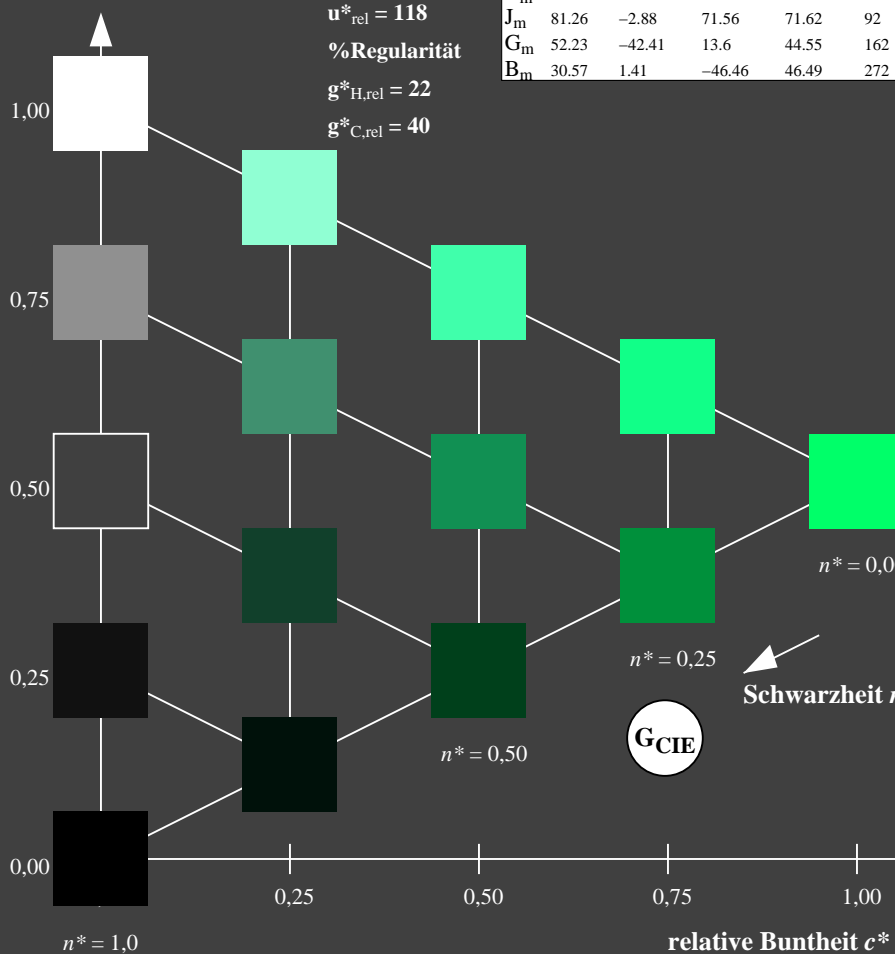 u*rel = 118
%Regularität
g*H,rel = 22
g*C,rel = 40
Jm 81.26 −2.88 71.56 71.62 92
Gm 52.23 −42.41 13.6 44.55 162
Bm 30.57 1.41 −46.46 46.49 272
1,00
0,75
0,50
n* = 0,0
0,25
n* = 0,25
Schwarzheit
GCIE
n* = 0,50
0,00
0,25 0,50 0,75 1,00
n* = 1,0
relative Buntheit c*